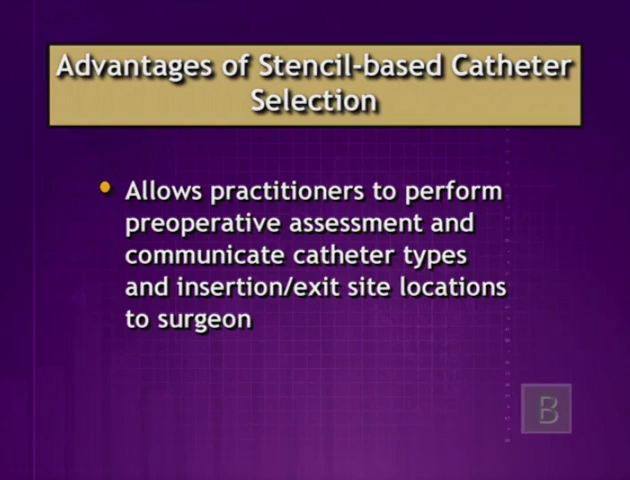 Advantages of Stencil-based Catheter
Selection
• Allows practitioners to perform
preoperative assessment and
communicate catheter types
and insertion/exit site locations
to surgeon
B